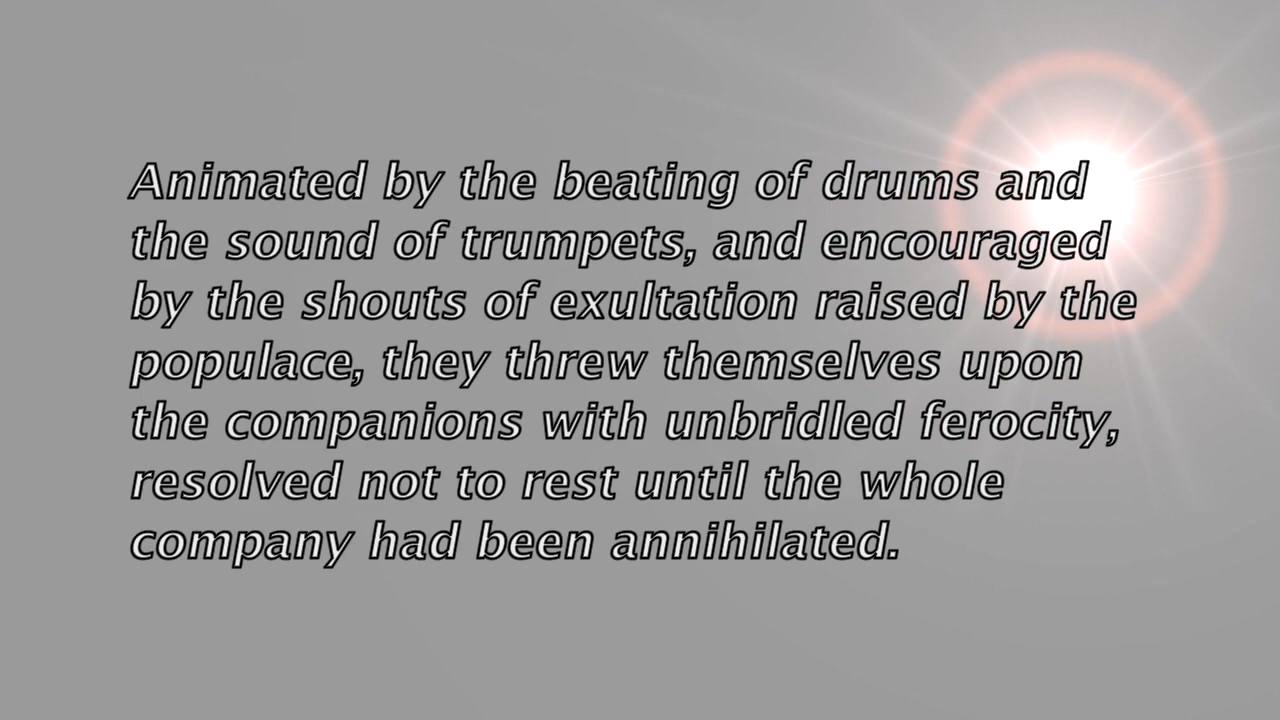 Animated by the beating of drums and
the sound of trumpets, and encouraged
by the shouts of exultation raised by the
populace, they threw themselves upon
the companions with unbridled ferocity,
resolved not to rest until the whole
company had been annihilated.